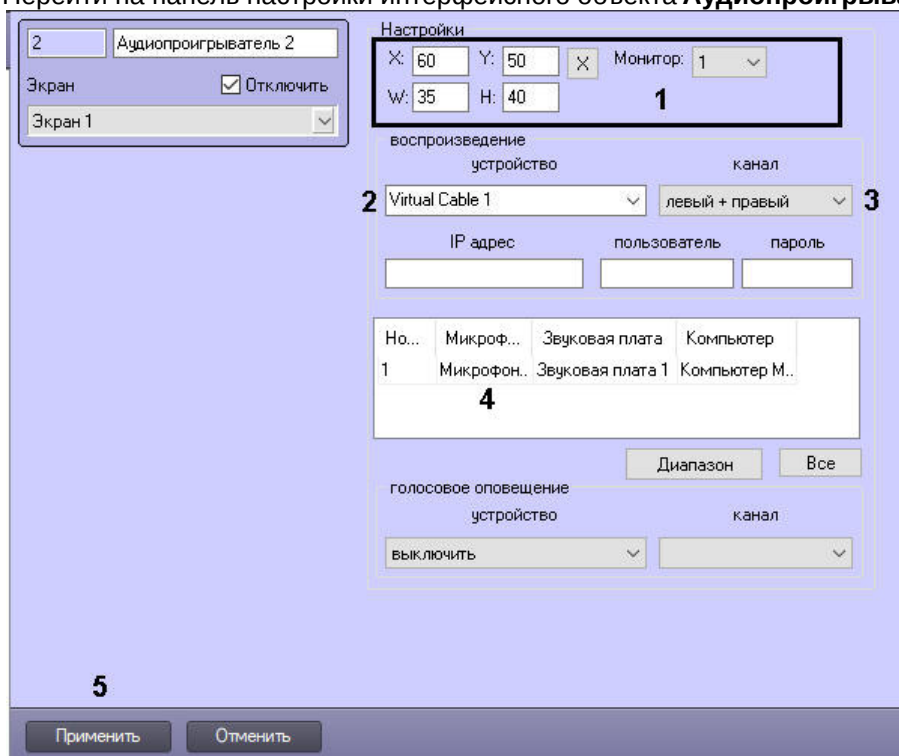 Перейти на панель настройки интерфейсного объекта Аудиопроигрыв
2 Аудиопроигрыватель 2
Экран Отключить
Экран 1
Настройки
X: 60 Y: 50 X Монитор: 1
W: 35 H: 40 1
воспроизведение
устройство канал
2 Virtual Cable 1 левый + правый 3
IP адрес пользователь пароль
Но... Микроф... Звуковая плата Компьютер
1 Микрофон.. Звуковая плата 1 Компьютер М..
4
Диапазон Все
голосовое оповещение
устройство канал
выключить
5
Применить Отменить